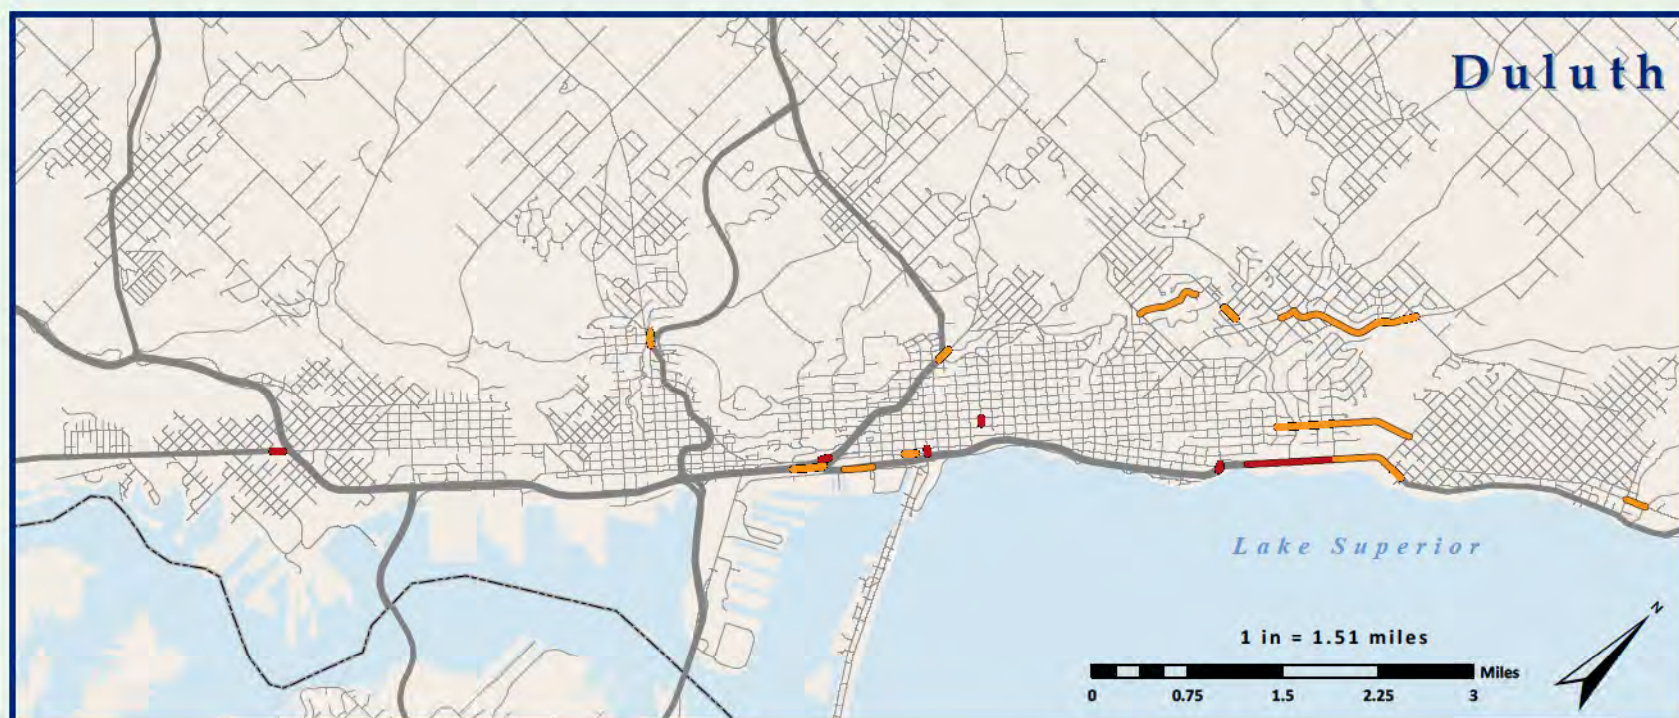 Duluth
Lake Superior
N
1 in = 1.51 miles
Miles
0 0.75 1.5 2.25 3